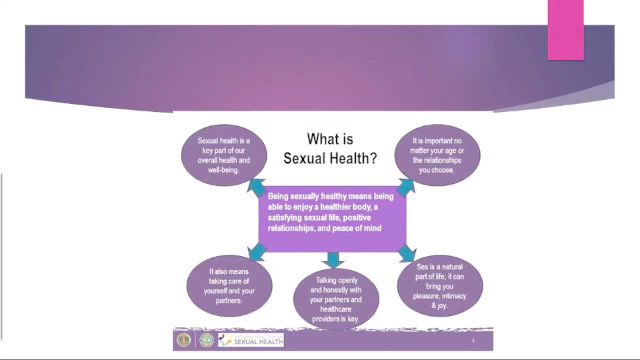 What is
Sexual Health?
Sexual health is a
key part of our
overall health and
well-being.
It is important no
matter your age or
the relationships
you choose.
Being sexually healthy means being
able to enjoy a healthier body, a
satisfying sexual life, positive
relationships, and peace of mind
It also means
taking care of
yourself and your
partners.
Talking openly
and honestly with
your partners and
healthcare
providers is key.
Sex is a natural
part of life; it can
bring you
pleasure, intimacy
& joy.
SEXUAL HEALTH